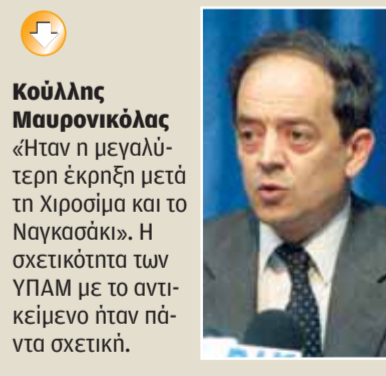 Κούλλης
Μαυρονικόλας
«Ήταν η μεγαλύ-
τερη έκρηξη μετά
τη Χιροσίμα και το
Ναγκασάκι». Η
σχετικότητα των
ΥΠΑΜ με το αντι-
κείμενο ήταν πά-
ντα σχετική.